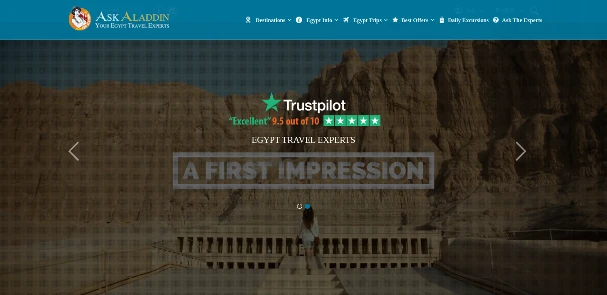 ASK ALADDIN
YOUR EGYPT TRAVEL EXPERTS
Destinations
Egypt Info
Egypt Trips
Best Offers
Daily Excursions
Ask The Experts
Trustpilot
"Excellent" 9.5 out of 10
EGYPT TRAVEL EXPERTS
A FIRST IMPRESSION